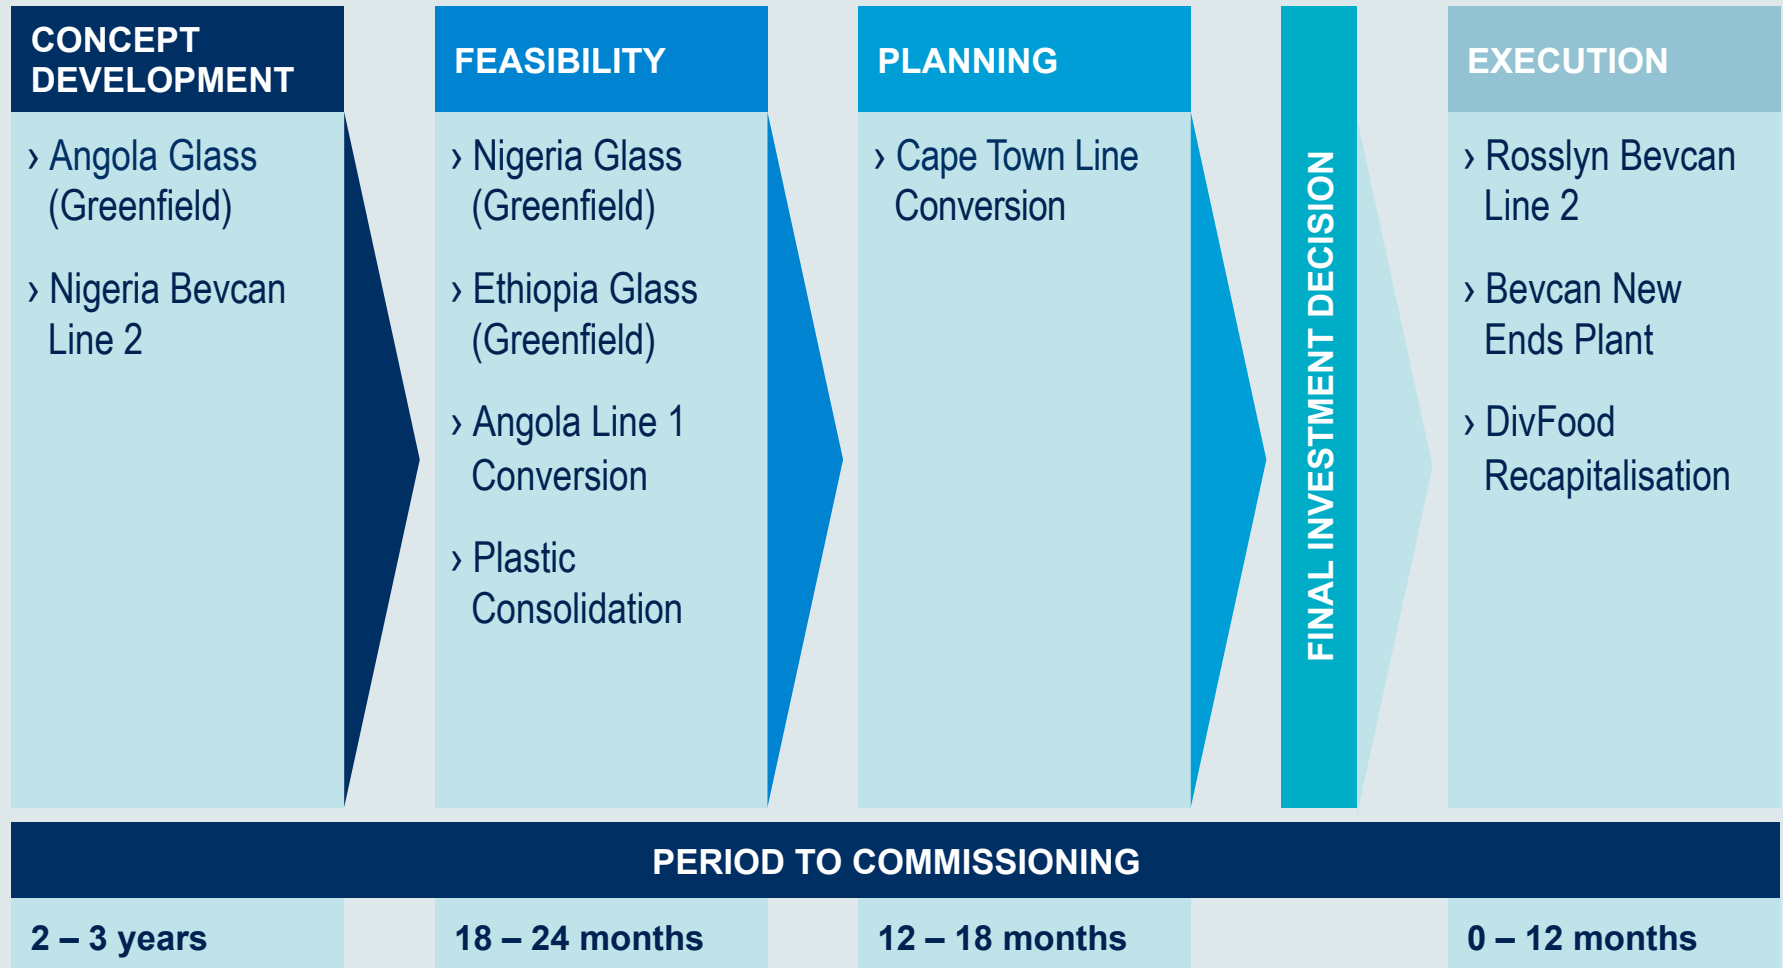 CONCEPT
DEVELOPMENT
› Angola Glass
(Greenfield)
› Nigeria Bevcan
Line 2
FEASIBILITY
› Nigeria Glass
(Greenfield)
› Ethiopia Glass
(Greenfield)
› Angola Line 1
Conversion
› Plastic
Consolidation
PLANNING
› Cape Town Line
Conversion
FINAL INVESTMENT DECISION
EXECUTION
› Rosslyn Bevcan
Line 2
› Bevcan New
Ends Plant
› DivFood
Recapitalisation
PERIOD TO COMMISSIONING
2 – 3 years
18 – 24 months
12 – 18 months
0 – 12 months